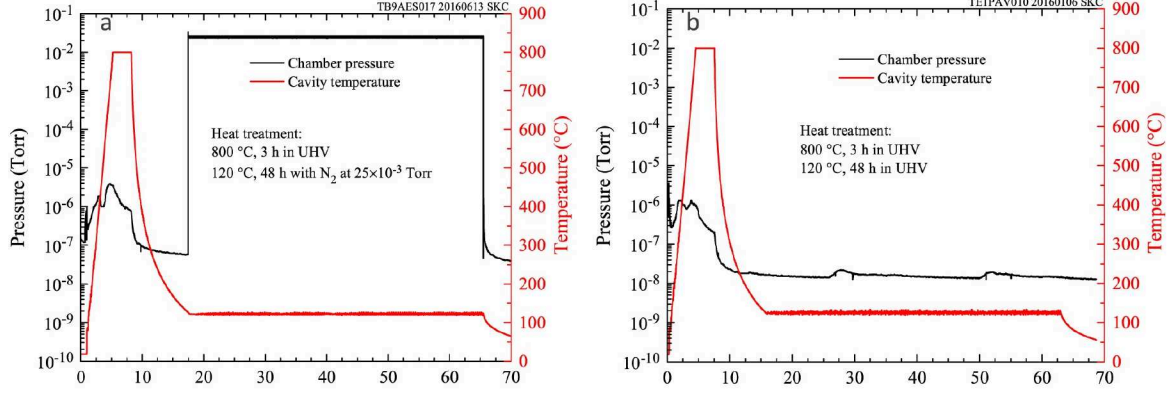 TB9AES017 20160613 SKC
a
10⁰
10⁻¹
10⁻²
10⁻³
10⁻⁴
10⁻⁵
10⁻⁶
10⁻⁷
10⁻⁸
10⁻⁹
10⁻¹⁰
Pressure (Torr)
Chamber pressure
Cavity temperature
Heat treatment:
800 °C, 3 h in UHV
120 °C, 48 h with N₂ at 25×10⁻³ Torr
900
800
700
600
500
400
300
200
100
0
Temperature (°C)
0 10 20 30 40 50 60 70
TE1PAV010 20160106 SKC
b
10⁰
10⁻¹
10⁻²
10⁻³
10⁻⁴
10⁻⁵
10⁻⁶
10⁻⁷
10⁻⁸
10⁻⁹
10⁻¹⁰
Pressure (Torr)
Chamber pressure
Cavity temperature
Heat treatment:
800 °C, 3 h in UHV
120 °C, 48 h in UHV
900
800
700
600
500
400
300
200
100
0
Temperature (°C)
0 10 20 30 40 50 60 70